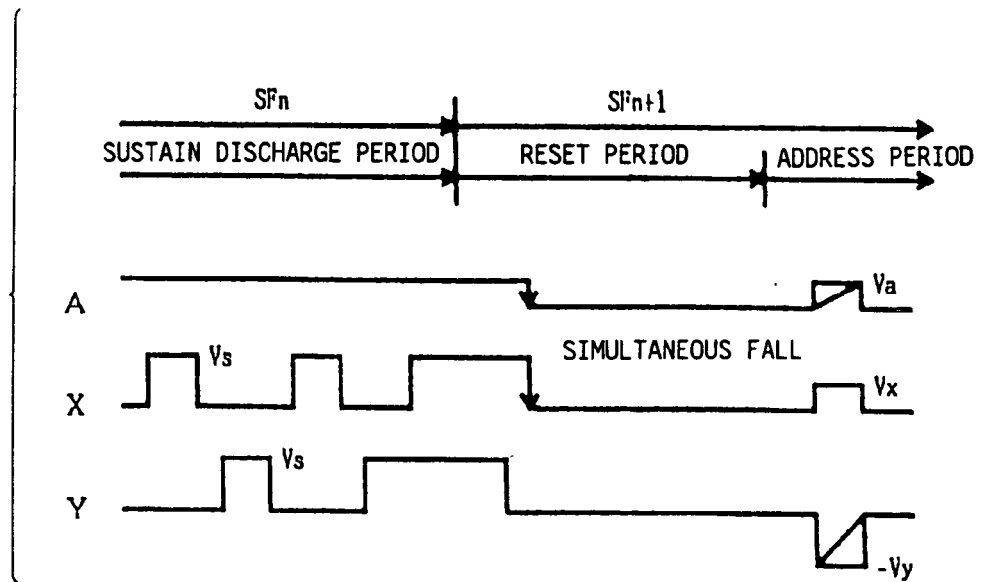 SFn SFn+1
SUSTAIN DISCHARGE PERIOD RESET PERIOD ADDRESS PERIOD
A Va
SIMULTANEOUS FALL
X Vs Vx
Y Vs
-Vy